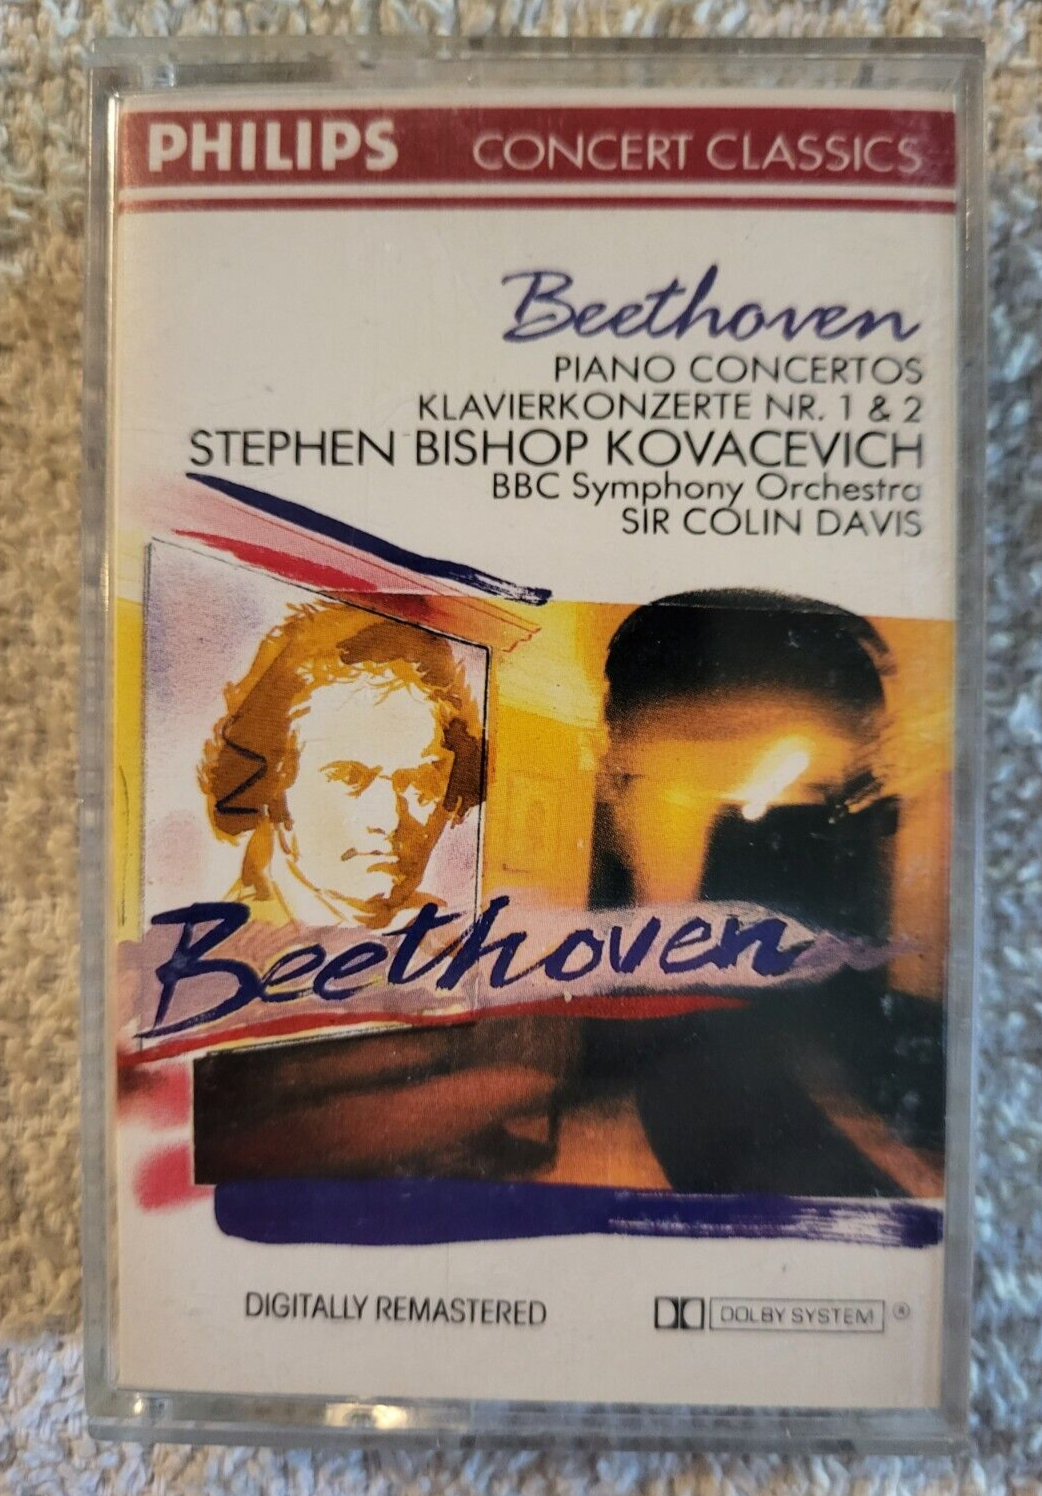 PHILIPS CONCERT CLASSICS
Beethoven
PIANO CONCERTOS
KLAVIERKONZERTE NR. 1 & 2
STEPHEN BISHOP KOVACEVICH
BBC Symphony Orchestra
SIR COLIN DAVIS
Beethoven
DIGITALLY REMASTERED
DOLBY SYSTEM ®